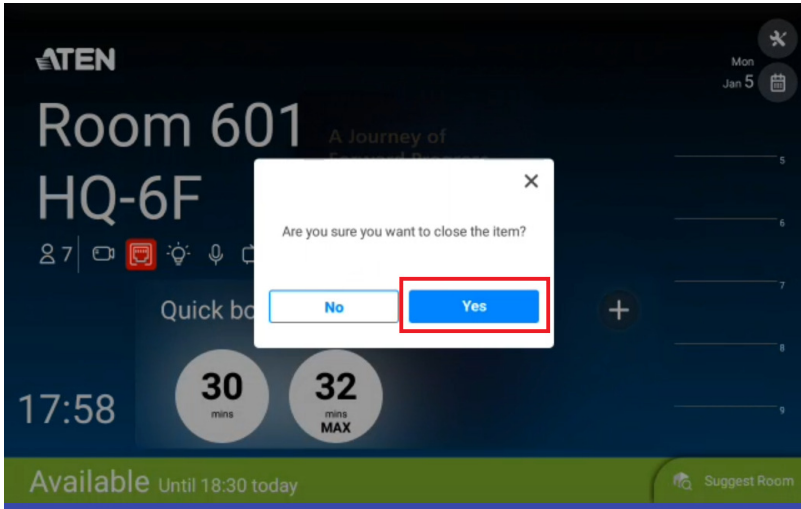 ATEN
Mon
Jan 5
Room 601
HQ-6F
A Journey of
Are you sure you want to close the item?
No
Yes
7
Quick bo
30
mins
32
mins
MAX
17:58
5
6
7
8
9
Available Until 18:30 today
Suggest Room